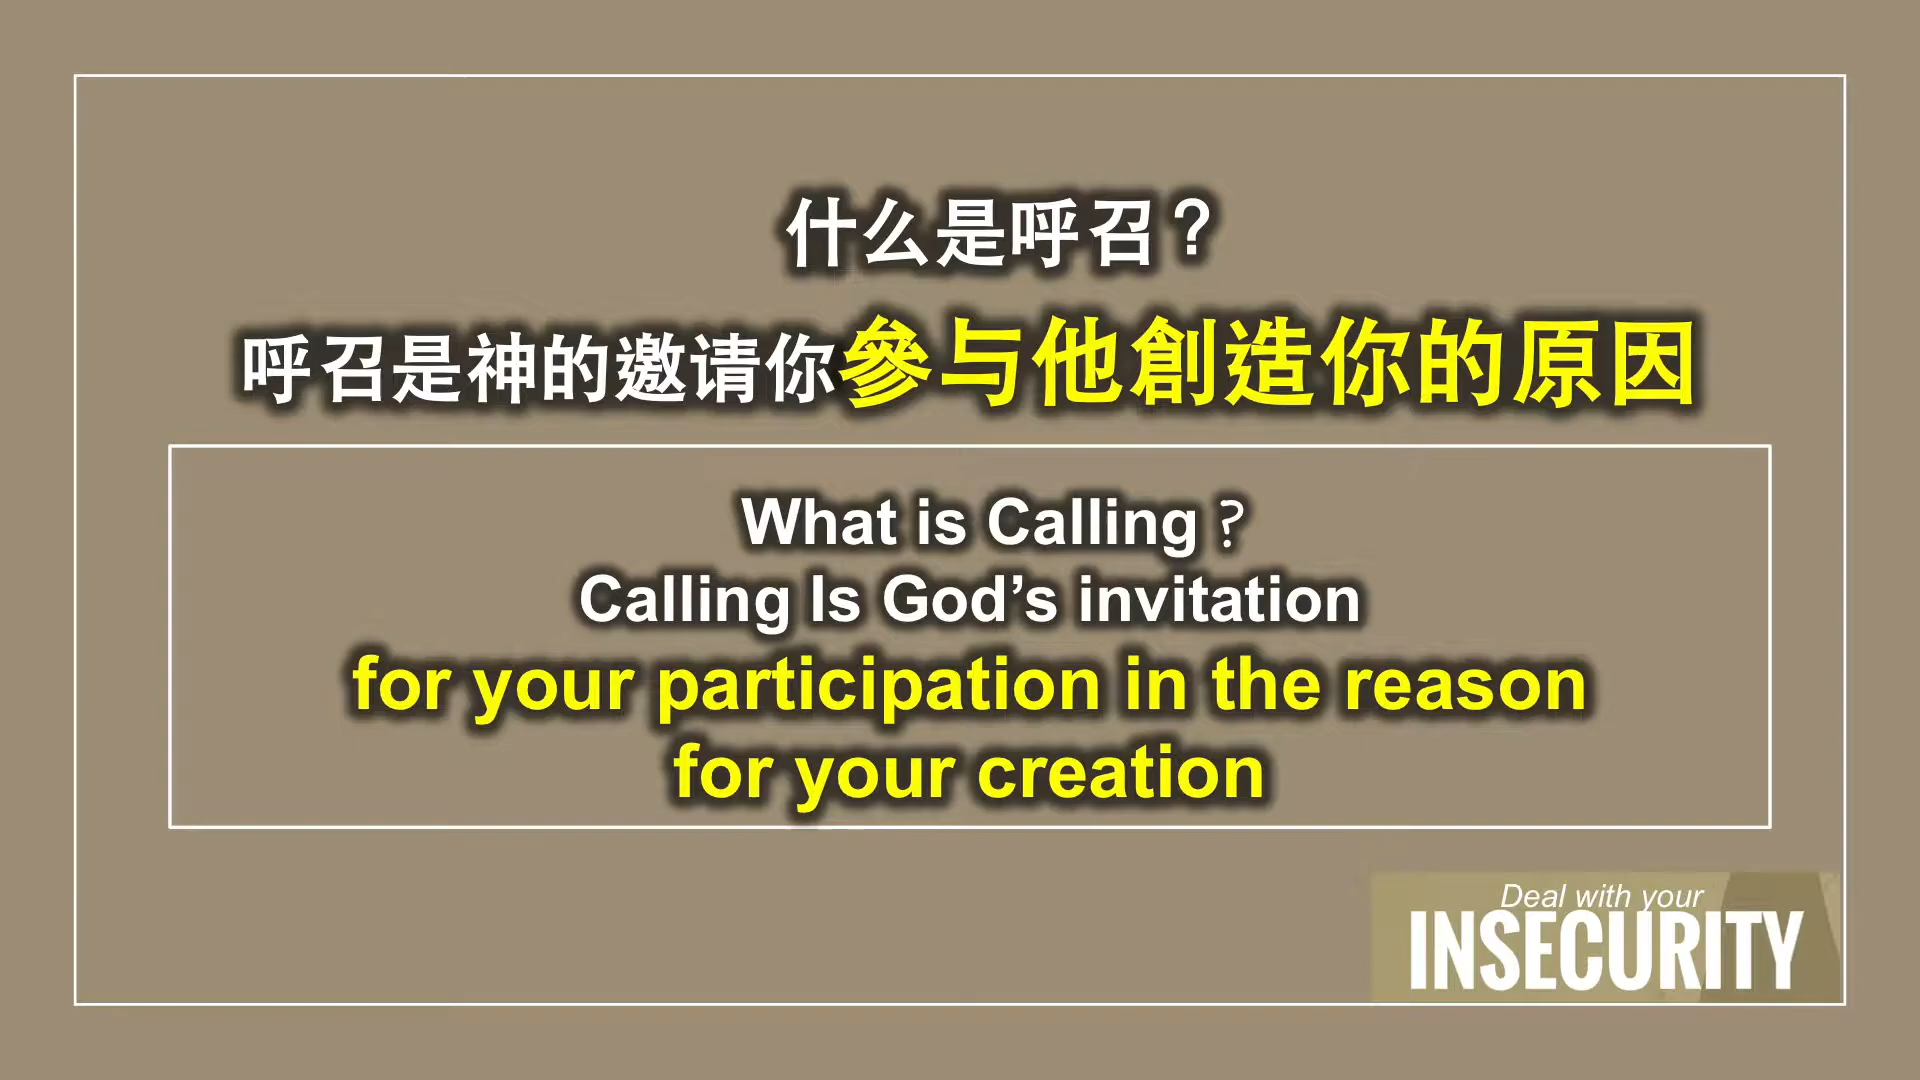 什么是呼召？
呼召是神的邀请你參与他創造你的原因
What is Calling？
Calling Is God’s invitation
for your participation in the reason
for your creation
Deal with your
INSECURITY